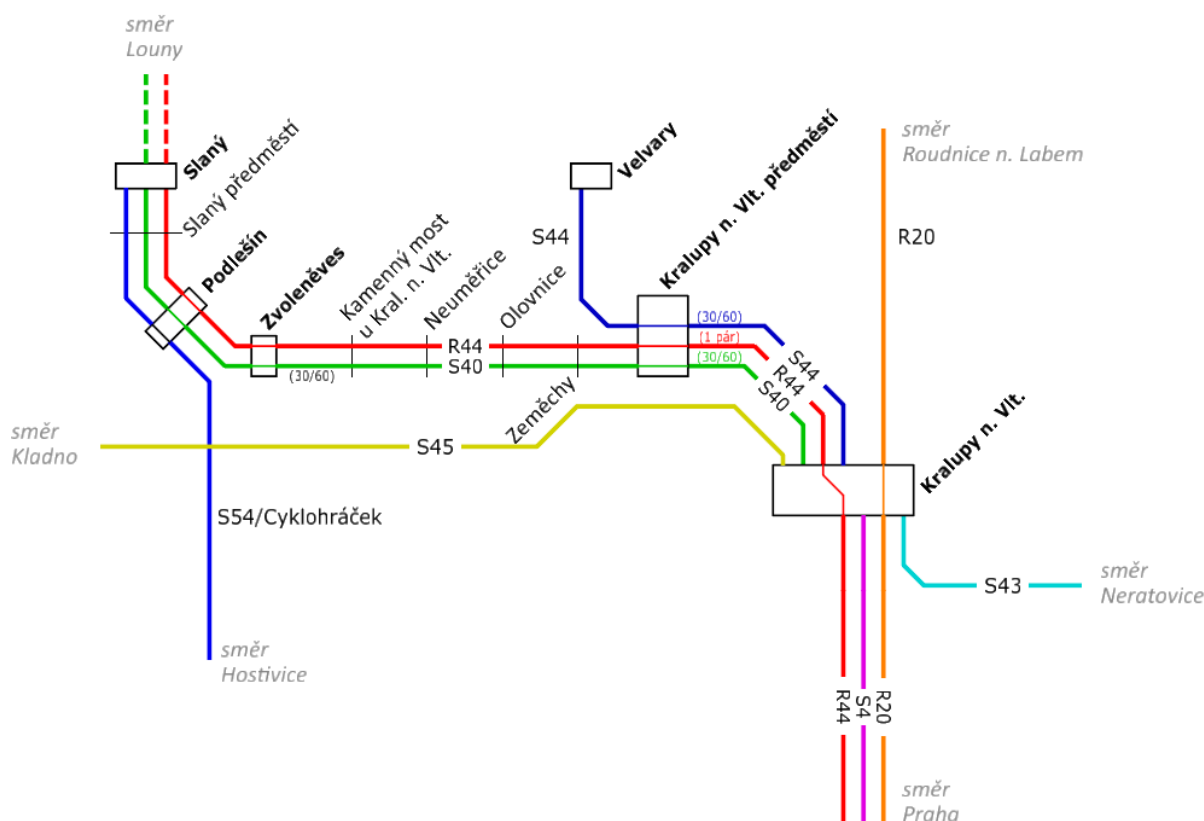 směr
Louny
Slaný
Slaný předměstí
Podlešín
Zvoleněves
Kamenný most
u Kral. n. Vlt.
Neuměřice
Olovnice
Zeměchy
Velvary
Kralupy n. Vlt. předměstí
směr
Roudnice n. Labem
S44
R20
(30/60)
(1 pár)
(30/60)
R44
S40
(30/60)
S44
R44
S40
Kralupy n. Vlt.
směr
Kladno
S45
S54/Cyklohráček
směr
Hostivice
S43
směr
Neratovice
R44
S4
R20
směr
Praha